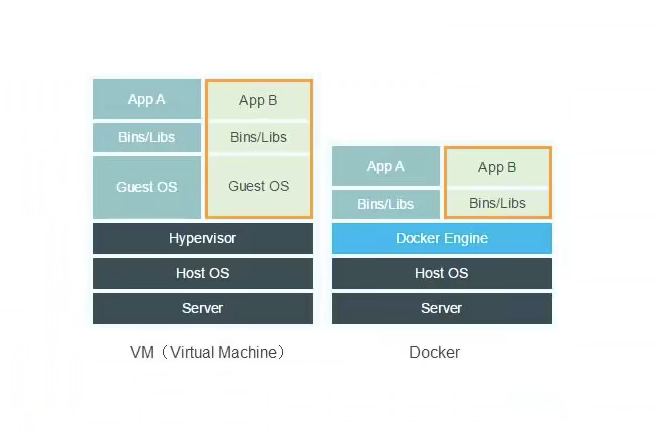 App A
App B
Bins/Libs
Bins/Libs
Guest OS
Guest OS
Hypervisor
Host OS
Server
VM（Virtual Machine）
App A
App B
Bins/Libs
Bins/Libs
Docker Engine
Host OS
Server
Docker